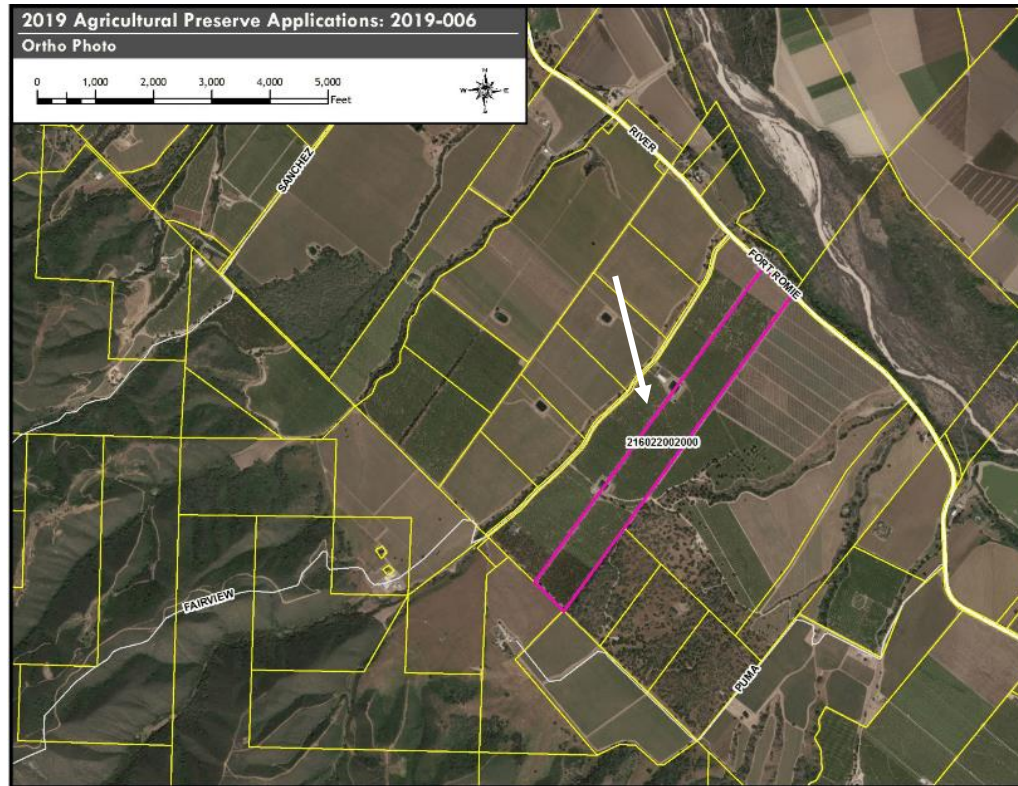 2019 Agricultural Preserve Applications: 2019-006
Ortho Photo
0 1,000 2,000 3,000 4,000 5,000
Feet
N
W E
S
SANCHEZ
RIVER
FORT ROMIE
216022002000
FAIRVIEW
PUMA